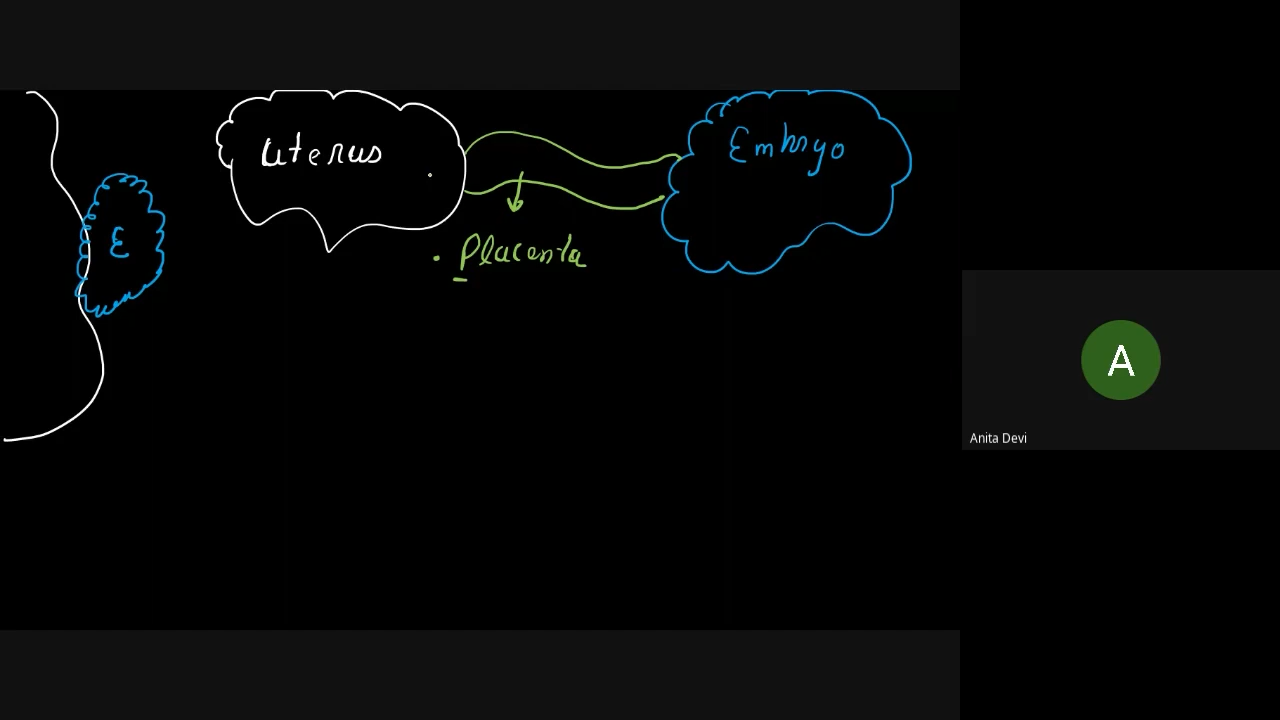 Uterus
Embryo
E
. Placenta
A
Anita Devi